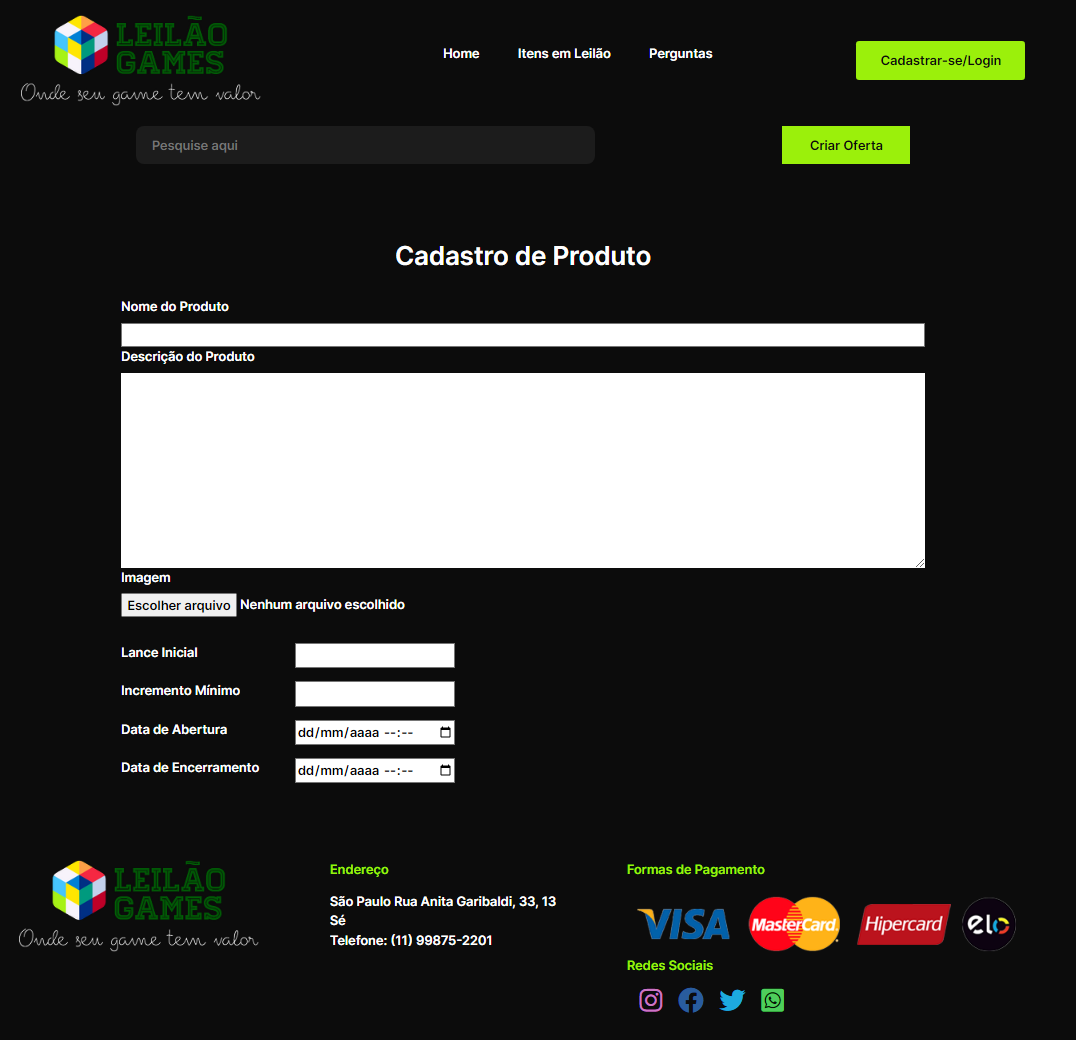 LEILÃO
GAMES
Onde seu game tem valor
Home Itens em Leilão Perguntas Cadastrar-se/Login
Pesquise aqui Criar Oferta
Cadastro de Produto
Nome do Produto
Descrição do Produto
Imagem
Escolher arquivo Nenhum arquivo escolhido
Lance Inicial
Incremento Mínimo
Data de Abertura dd/mm/aaaa --:--
Data de Encerramento dd/mm/aaaa --:--
LEILÃO
GAMES
Onde seu game tem valor
Endereço
São Paulo Rua Anita Garibaldi, 33, 13
Sé
Telefone: (11) 99875-2201
Formas de Pagamento
VISA MasterCard Hipercard elo
Redes Sociais